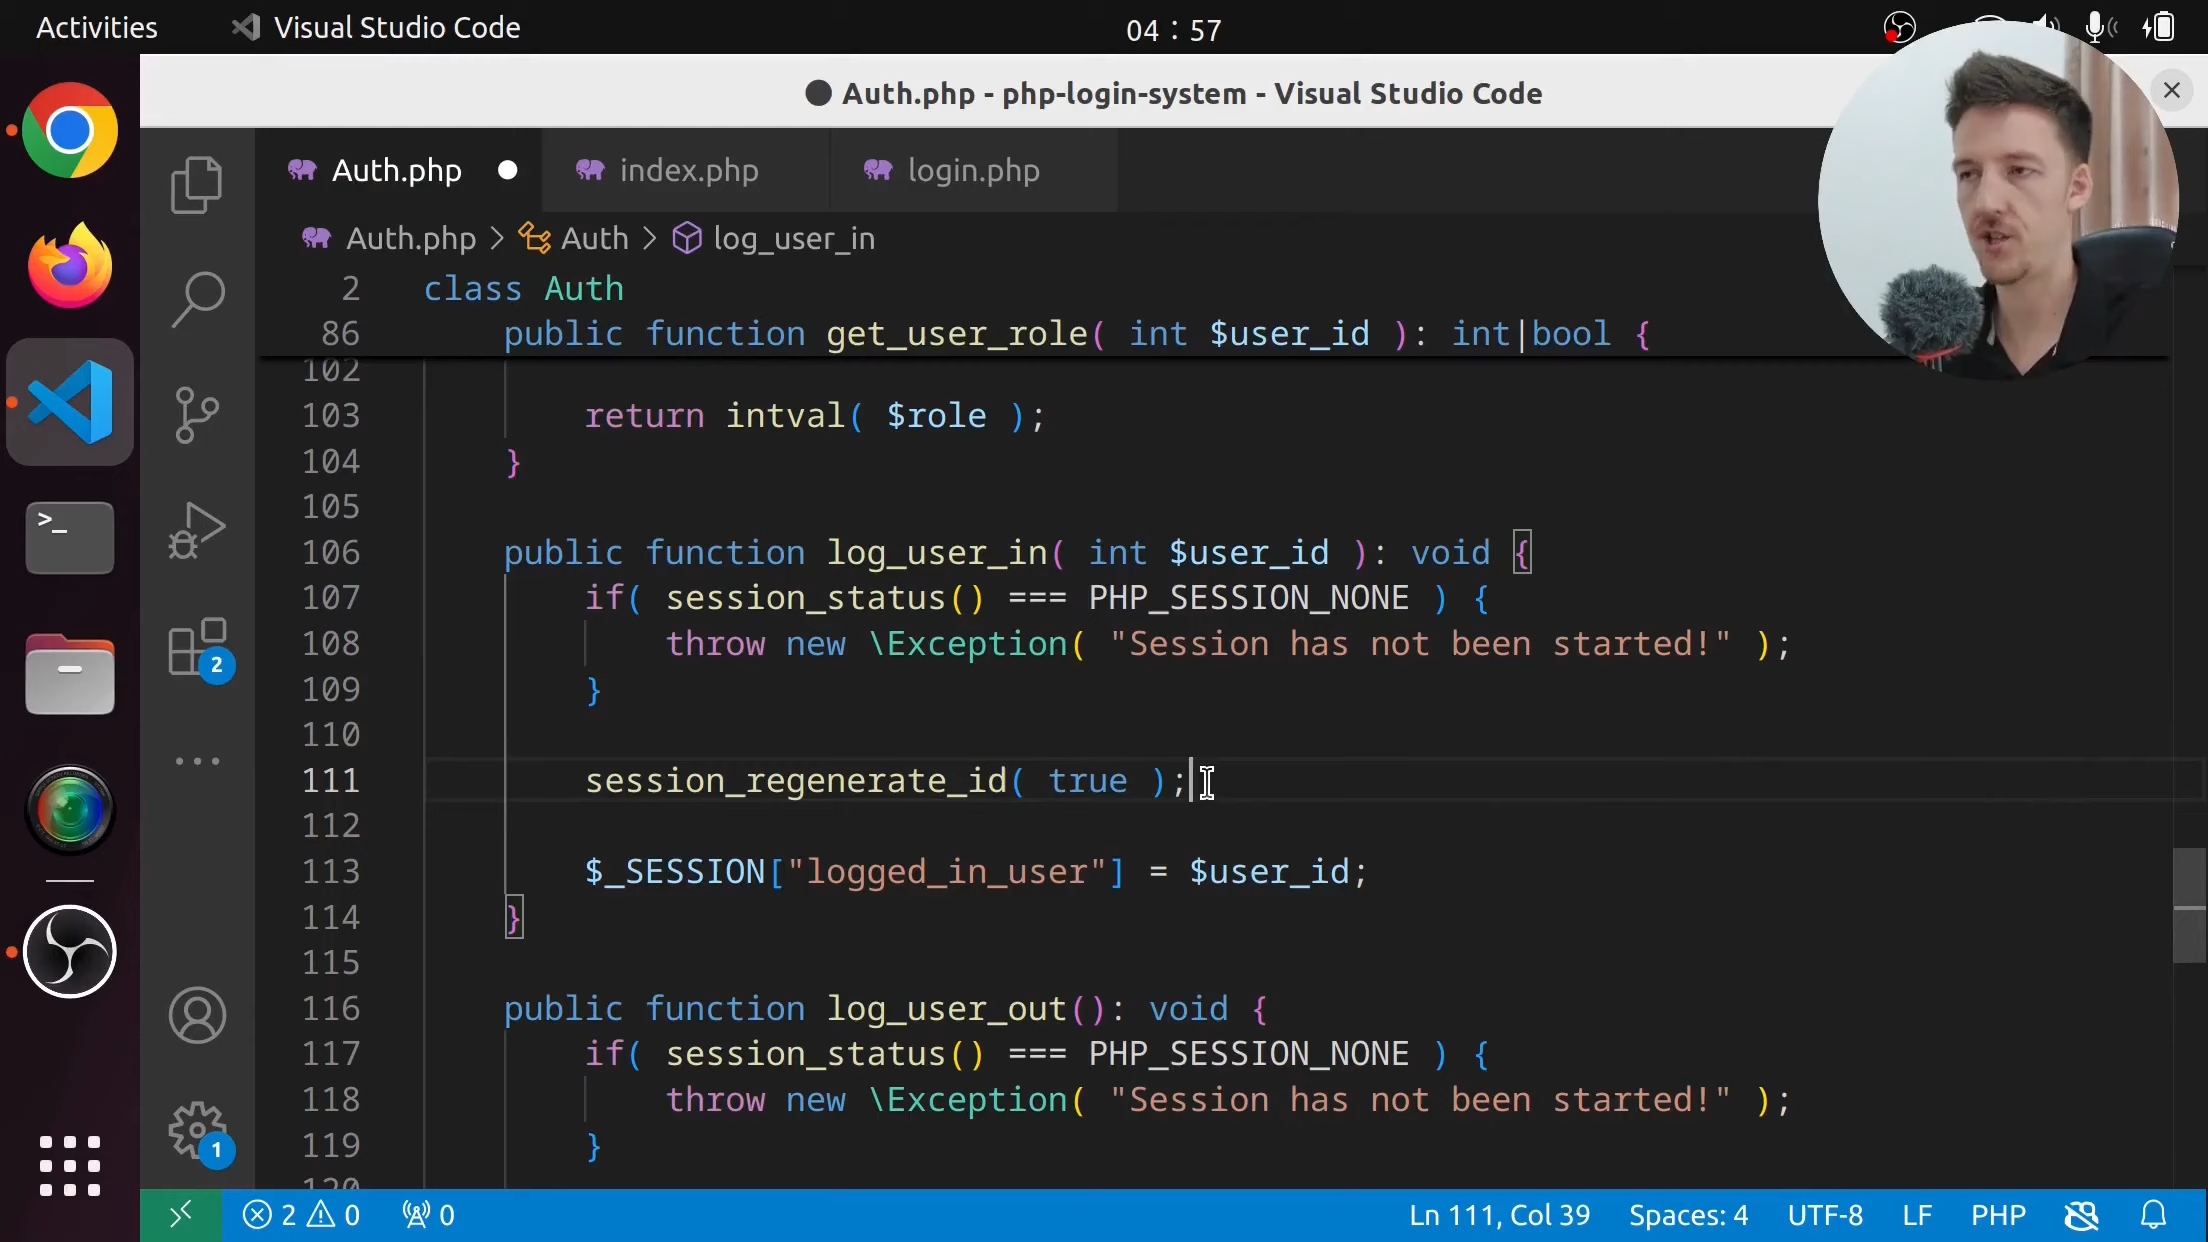 Activities
Visual Studio Code
04 : 57
Auth.php - php-login-system - Visual Studio Code
Auth.php
index.php
login.php
Auth.php > Auth > log_user_in
2 class Auth
86 public function get_user_role( int $user_id ): int|bool {
102
103 return intval( $role );
104 }
105
106 public function log_user_in( int $user_id ): void {
107 if( session_status() === PHP_SESSION_NONE ) {
108 throw new \Exception( "Session has not been started!" );
109 }
110
111 session_regenerate_id( true );
112
113 $_SESSION["logged_in_user"] = $user_id;
114 }
115
116 public function log_user_out(): void {
117 if( session_status() === PHP_SESSION_NONE ) {
118 throw new \Exception( "Session has not been started!" );
119 }
120
>_
2
1
2 0 0
Ln 111, Col 39 Spaces: 4 UTF-8 LF PHP